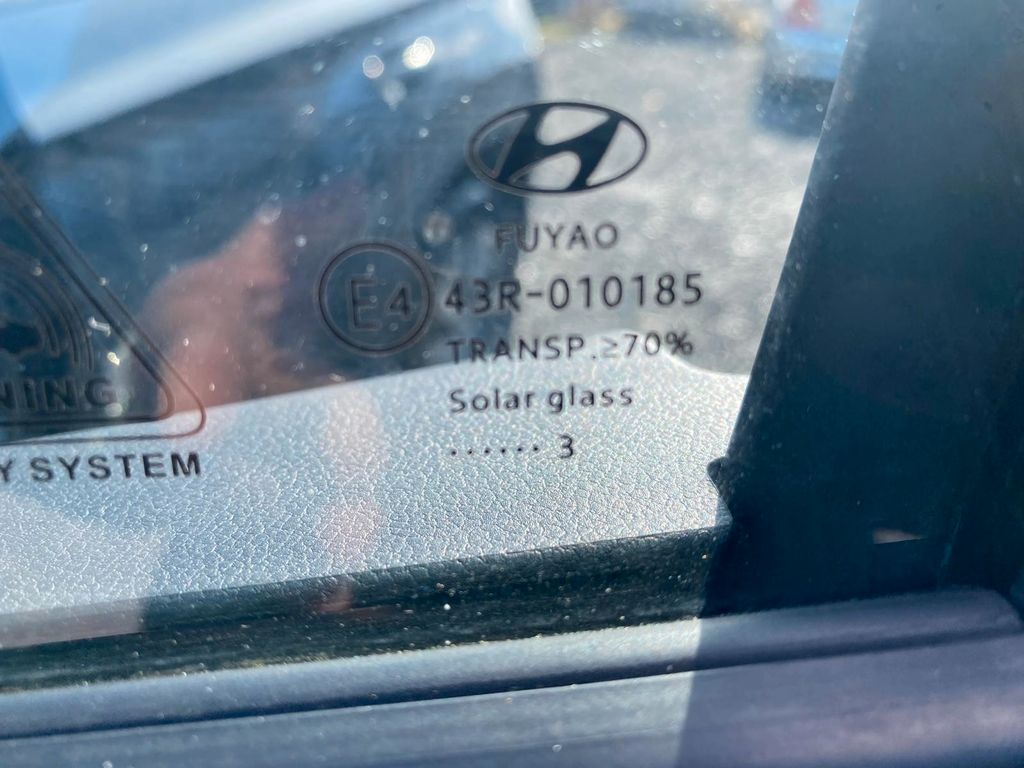 FUYAO
E4 43R-010185
TRANSP.≥70%
Solar glass
...... 3
NING
Y SYSTEM